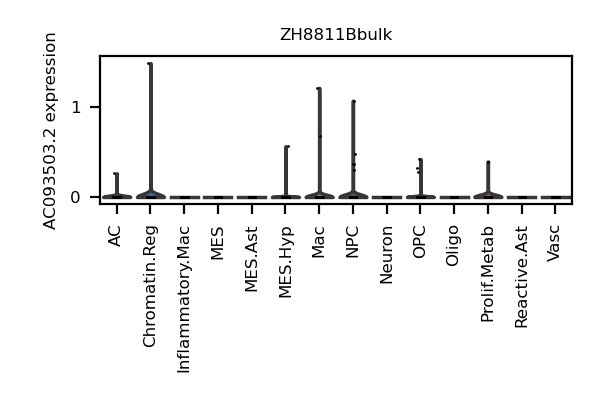 ZH8811Bbulk
AC093503.2 expression
1
0
AC
Chromatin.Reg
Inflammatory.Mac
MES
MES.Ast
MES.Hyp
Mac
NPC
Neuron
OPC
Oligo
Prolif.Metab
Reactive.Ast
Vasc